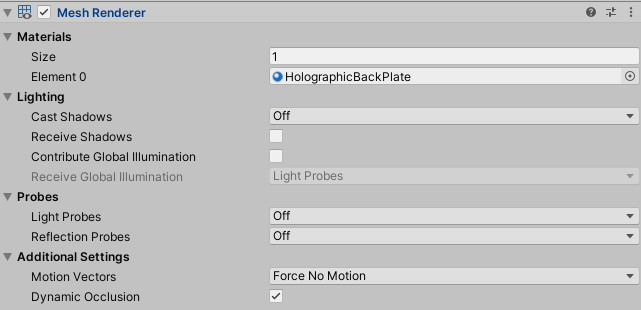 Mesh Renderer
Materials
Size 1
Element 0 HolographicBackPlate
Lighting
Cast Shadows Off
Receive Shadows
Contribute Global Illumination
Receive Global Illumination Light Probes
Probes
Light Probes Off
Reflection Probes Off
Additional Settings
Motion Vectors Force No Motion
Dynamic Occlusion